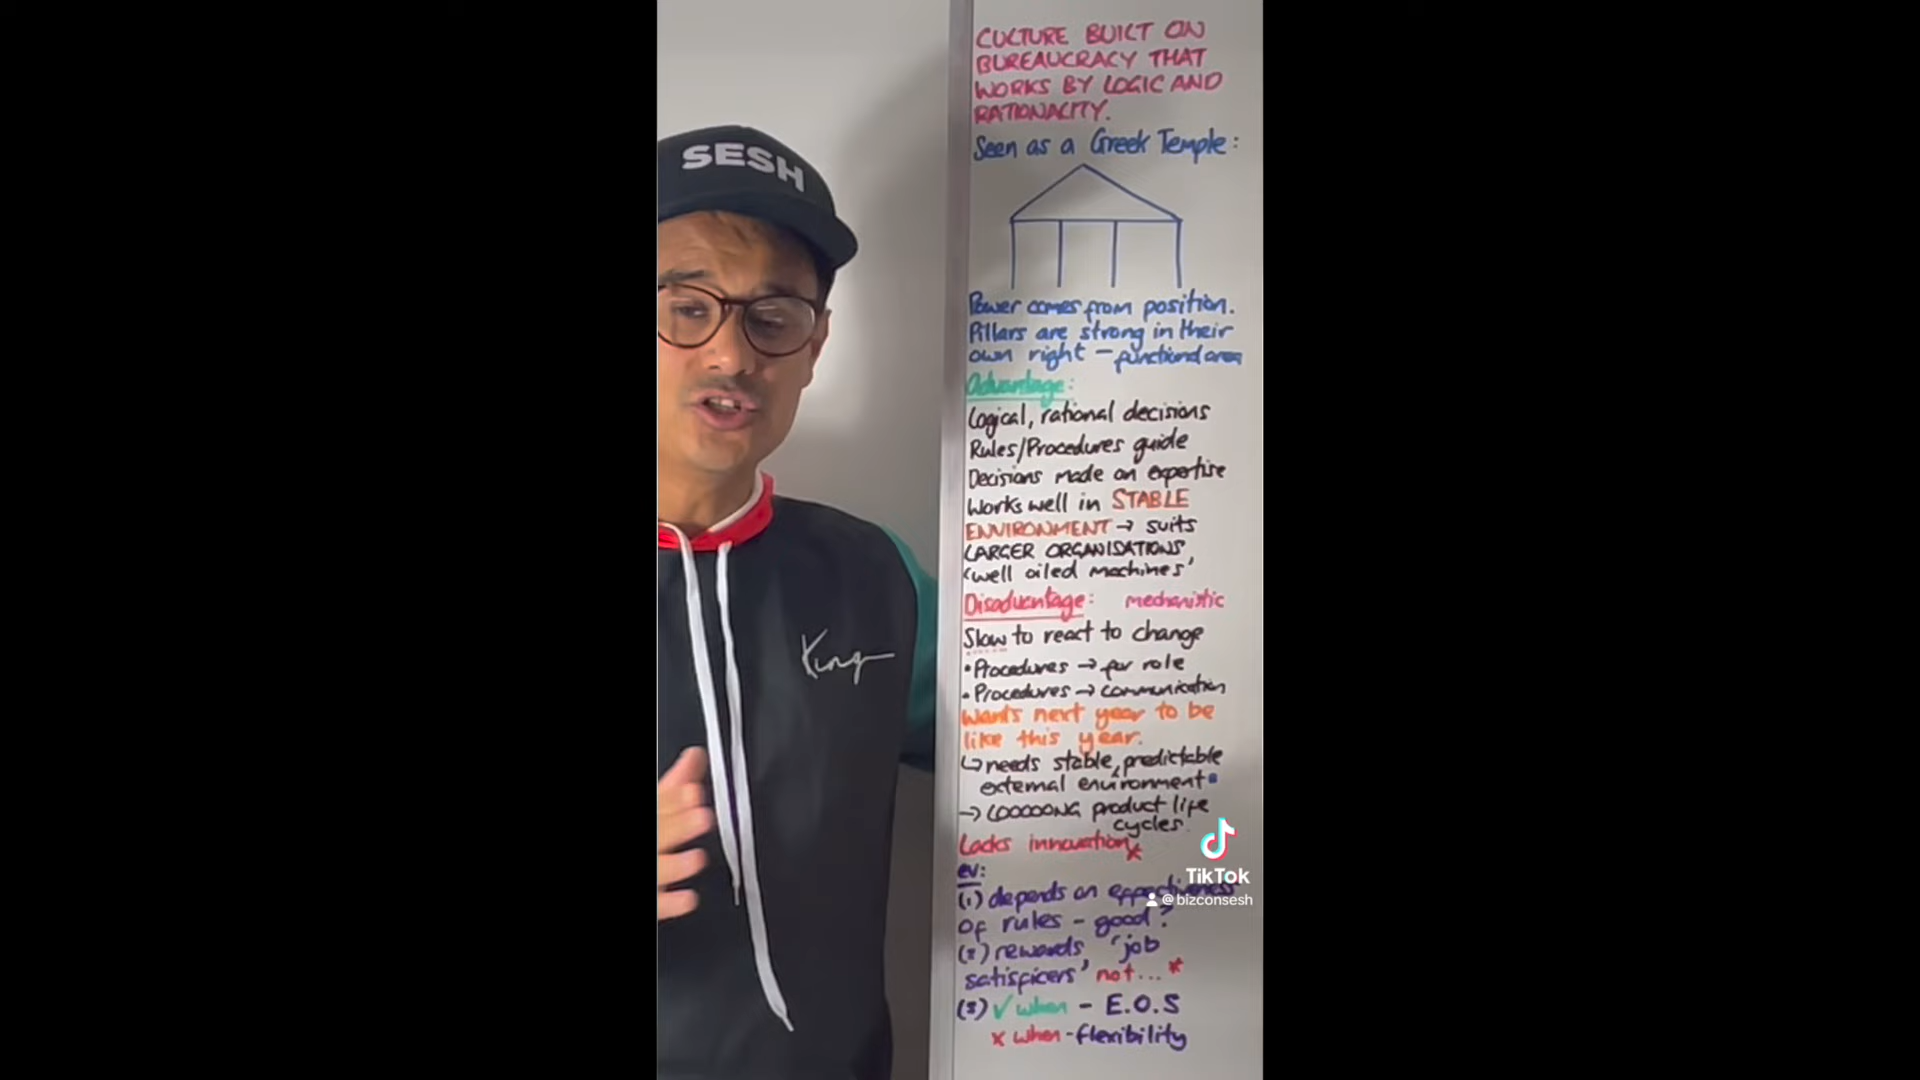 SESH
King
CULTURE BUILT ON
BUREAUCRACY THAT
WORKS BY LOGIC AND
RATIONALITY.
Seen as a Greek Temple:
Power comes from position.
Pillars are strong in their
own right - functional area
Advantage:
Logical, rational decisions
Rules/Procedures guide
Decisions made on expertise
Works well in STABLE
ENVIRONMENT → suits
LARGER ORGANISATIONS
'well oiled machines'
Disadvantage: mechanistic
Slow to react to change
• Procedures → for role
• Procedures → communication
Wants next year to be
like this year.
↳ needs stable, predictable
external environment
→ LOOOOONG product life
cycles.
Lacks innovation x
ev:
(1) depends on effectiveness
of rules - good?
(2) rewards 'job
satisficers' not... *
(3) ✓ when - E.O.S
x when - flexibility
TikTok
@bizconsesh